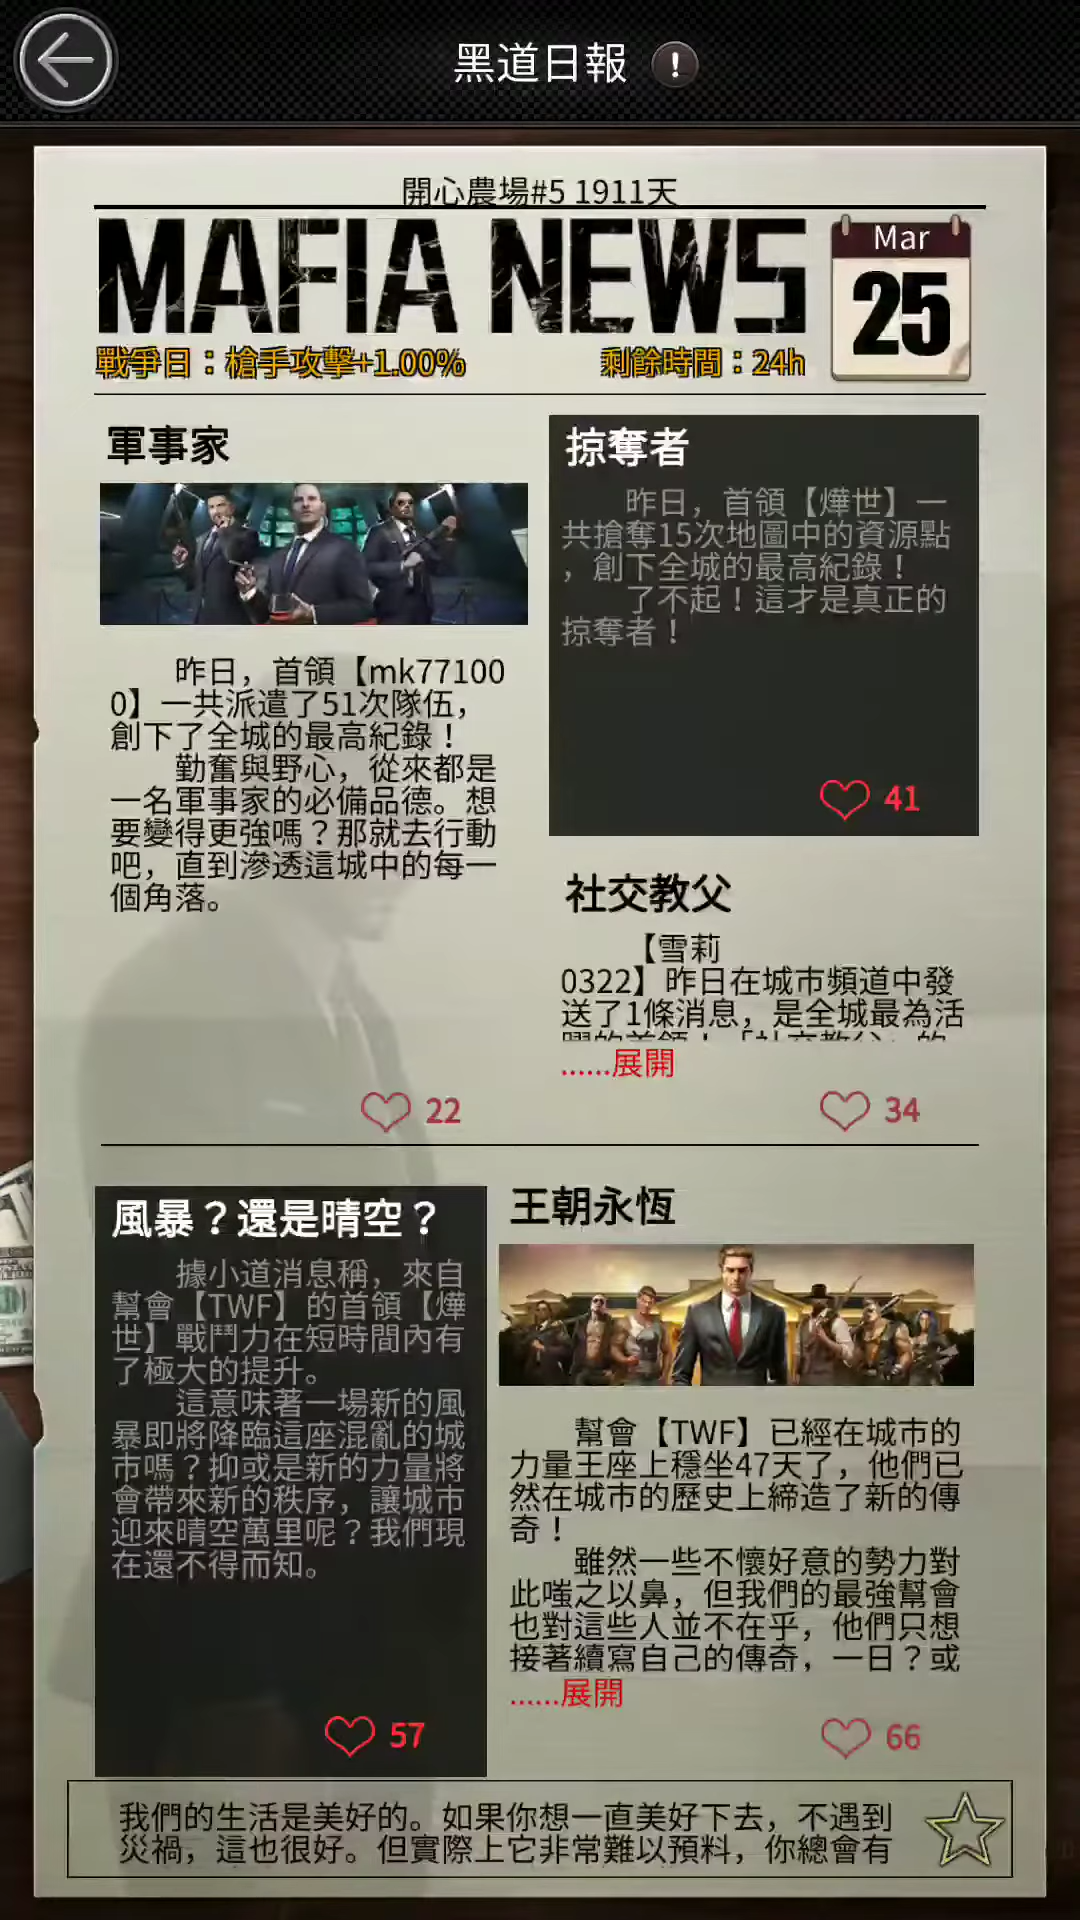 黑道日報
開心農場#5 1911天
MAFIA NEWS
Mar
25
戰爭日：槍手攻擊+1.00%
剩餘時間：24h
軍事家
昨日，首領【mk77100
0】一共派遣了51次隊伍，
創下了全城的最高紀錄！
勤奮與野心，從來都是
一名軍事家的必備品德。想
要變得更強嗎？那就去行動
吧，直到滲透這城中的每一
個角落。
22
掠奪者
昨日，首領【燁世】一
共搶奪15次地圖中的資源點
，創下全城的最高紀錄！
了不起！這才是真正的
掠奪者！
41
社交教父
【雪莉
0322】昨日在城市頻道中發
送了1條消息，是全城最為活
躍的首領！「社交教父」的
......展開
34
風暴？還是晴空？
據小道消息稱，來自
幫會【TWF】的首領【燁
世】戰鬥力在短時間內有
了極大的提升。
這意味著一場新的風
暴即將降臨這座混亂的城
市嗎？抑或是新的力量將
會帶來新的秩序，讓城市
迎來晴空萬里呢？我們現
在還不得而知。
57
王朝永恆
幫會【TWF】已經在城市的
力量王座上穩坐47天了，他們已
然在城市的歷史上締造了新的傳
奇！
雖然一些不懷好意的勢力對
此嗤之以鼻，但我們的最強幫會
也對這些人並不在乎，他們只想
接著續寫自己的傳奇，一日？或
......展開
66
我們的生活是美好的。如果你想一直美好下去，不遇到
災禍，這也很好。但實際上它非常難以預料，你總會有